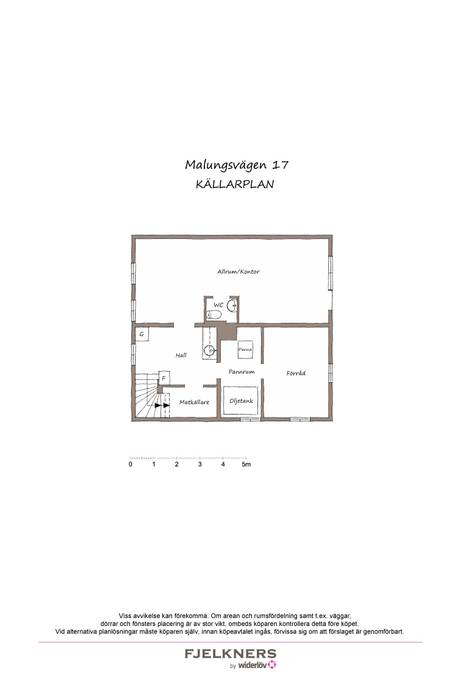 Malungsvägen 17
KÄLLARPLAN
Allrum/Kontor
WC
G
Hall
Panna
F
Pannrum
Förråd
Matkällare
Oljetank
0 1 2 3 4 5m
Viss avvikelse kan förekomma. Om arean och rumsfördelning samt t.ex. väggar,
dörrar och fönsters placering är av stor vikt, ombeds köparen kontrollera detta före köpet.
Vid alternativa planlösningar måste köparen själv, innan köpeavtalet ingås, förvissa sig om att förslaget är genomförbart.
FJELKNERS
by widerlöv